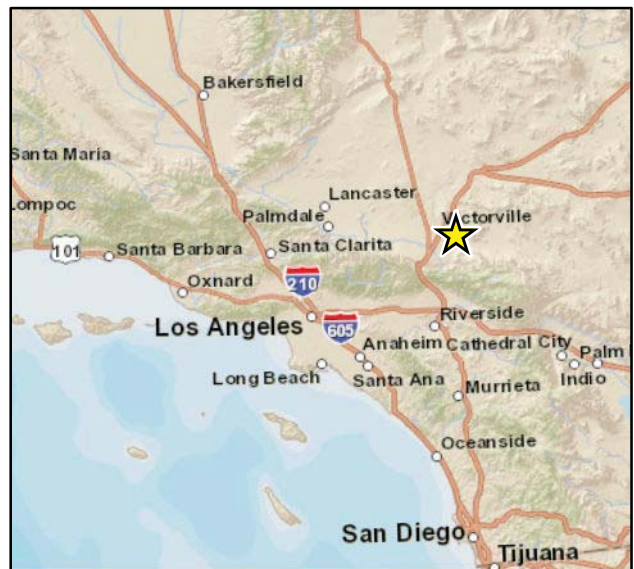 Bakersfield
Santa Maria
Lancaster
Lompoc
Palmdale
Victorville
101
Santa Barbara
Santa Clarita
Oxnard
210
Los Angeles
605
Riverside
Anaheim
Cathedral City
Palm
Long Beach
Santa Ana
Indio
Murrieta
Oceanside
San Diego
Tijuana